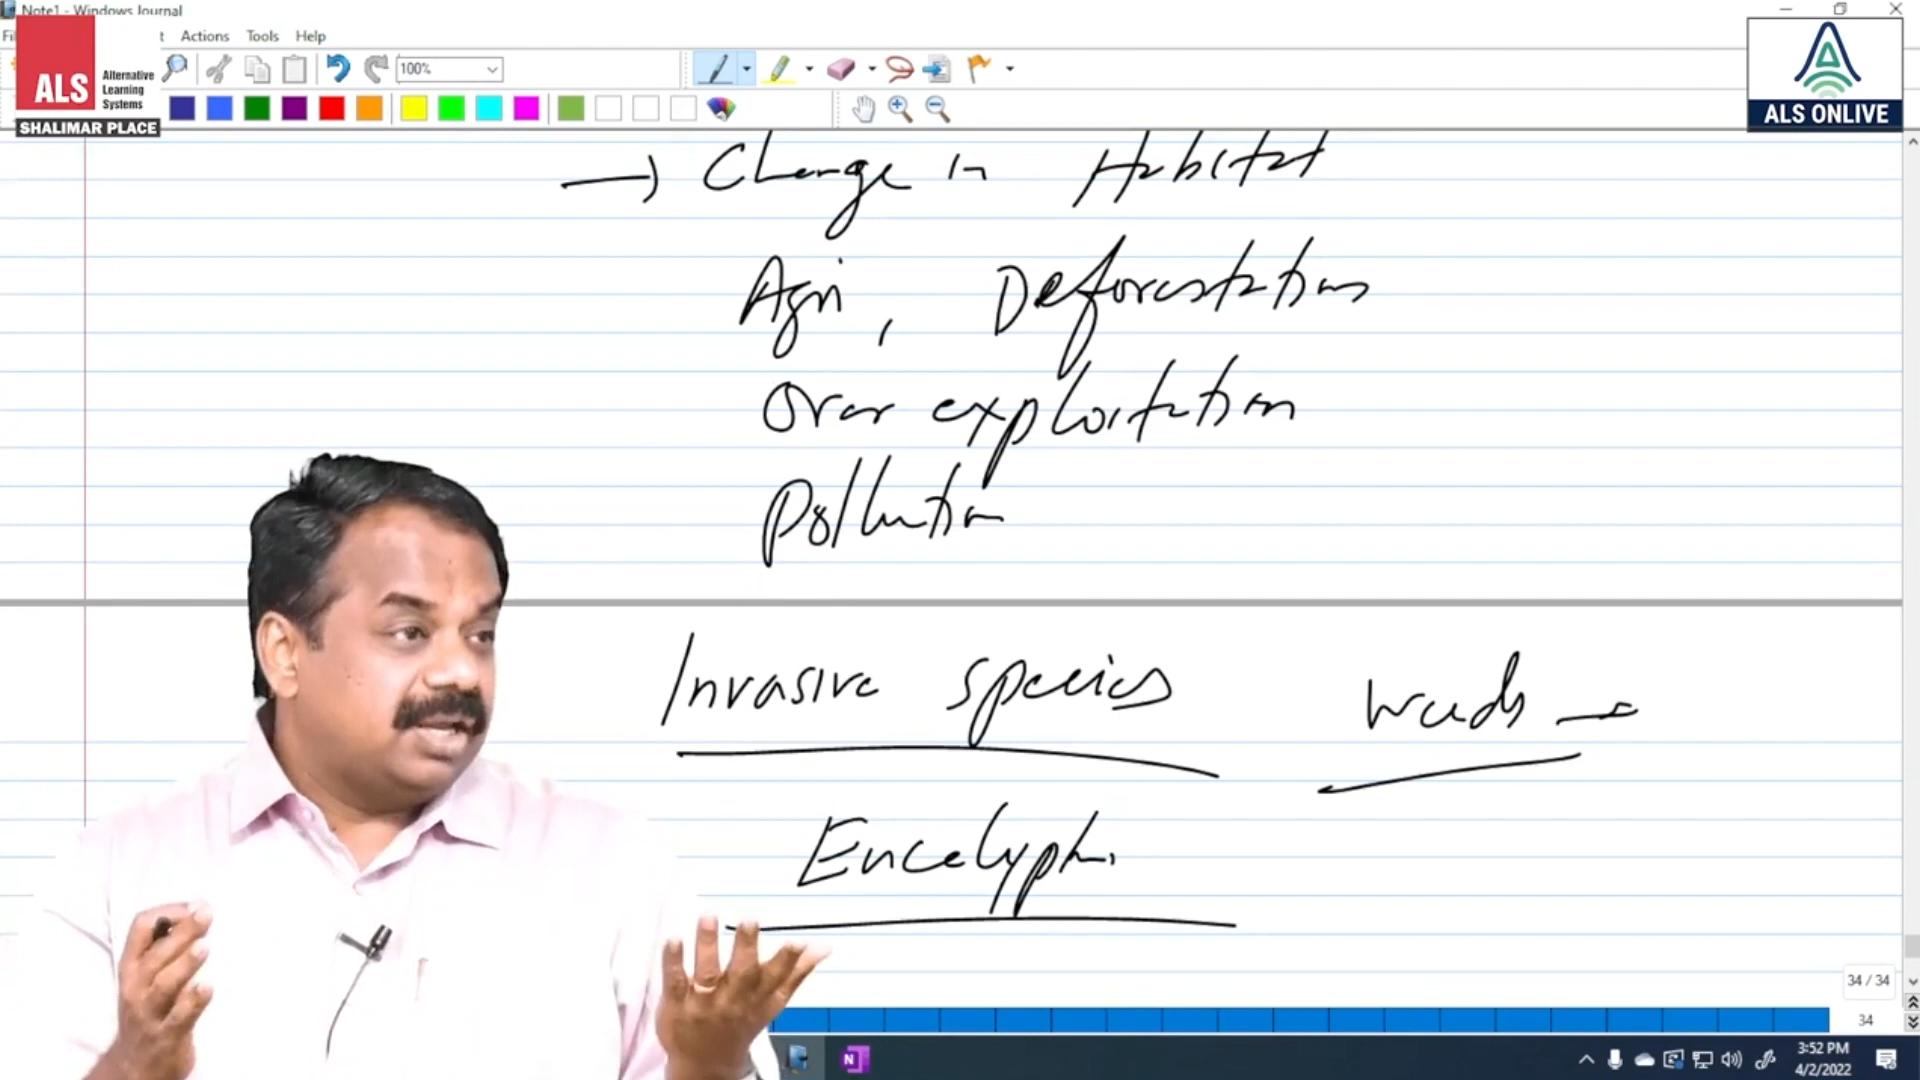 Note1 - Windows Journal
Actions Tools Help
ALS Alternative Learning Systems
SHALIMAR PLACE
100%
ALS ONLIVE
→ Change in Habitat
Agri, Deforestation
Over exploitation
Pollution
Invasive species weeds →
Eucalyptus
34 / 34
34
N
3:52 PM
4/2/2022